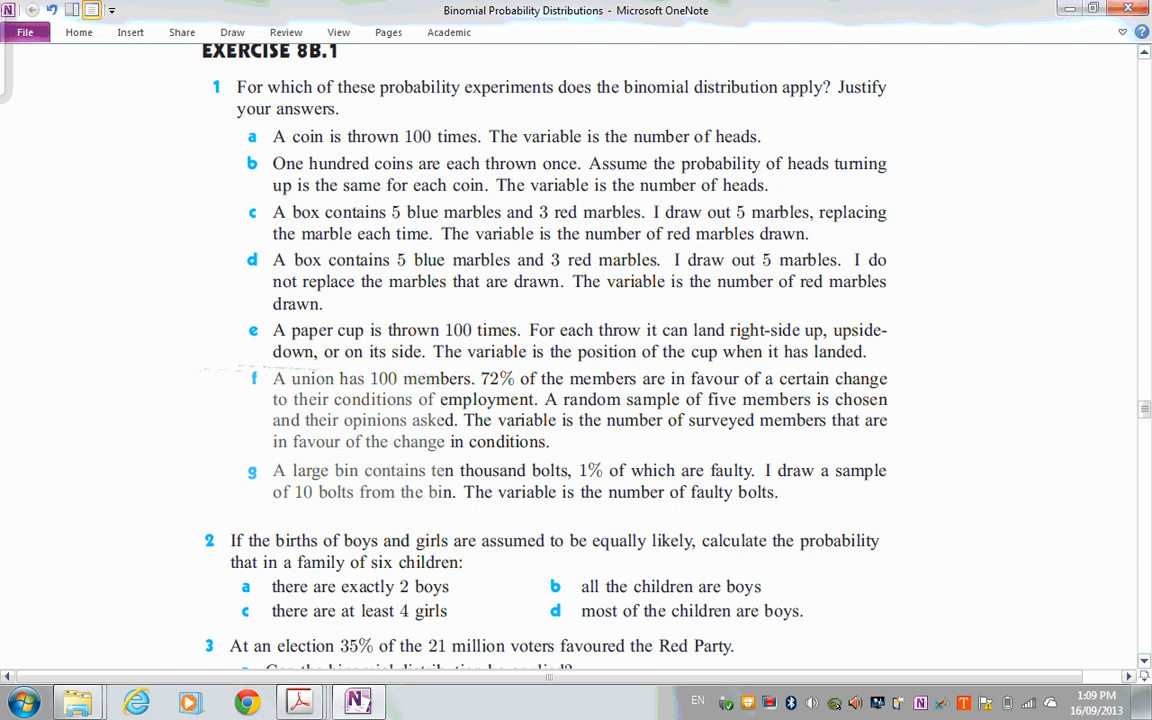 Binomial Probability Distributions - Microsoft OneNote
File Home Insert Share Draw Review View Pages Academic
EXERCISE 8B.1
1 For which of these probability experiments does the binomial distribution apply? Justify
your answers.
a A coin is thrown 100 times. The variable is the number of heads.
b One hundred coins are each thrown once. Assume the probability of heads turning
up is the same for each coin. The variable is the number of heads.
c A box contains 5 blue marbles and 3 red marbles. I draw out 5 marbles, replacing
the marble each time. The variable is the number of red marbles drawn.
d A box contains 5 blue marbles and 3 red marbles. I draw out 5 marbles. I do
not replace the marbles that are drawn. The variable is the number of red marbles
drawn.
e A paper cup is thrown 100 times. For each throw it can land right-side up, upside-
down, or on its side. The variable is the position of the cup when it has landed.
f A union has 100 members. 72% of the members are in favour of a certain change
to their conditions of employment. A random sample of five members is chosen
and their opinions asked. The variable is the number of surveyed members that are
in favour of the change in conditions.
g A large bin contains ten thousand bolts, 1% of which are faulty. I draw a sample
of 10 bolts from the bin. The variable is the number of faulty bolts.
2 If the births of boys and girls are assumed to be equally likely, calculate the probability
that in a family of six children:
a there are exactly 2 boys b all the children are boys
c there are at least 4 girls d most of the children are boys.
3 At an election 35% of the 21 million voters favoured the Red Party.
EN
1:09 PM
16/09/2013